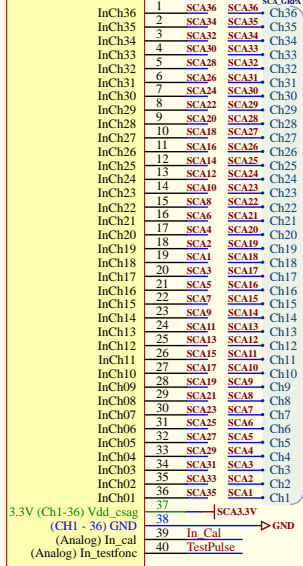 SCA_GRPA
InCh36 1 SCA36 SCA36 Ch36
InCh35 2 SCA34 SCA35 Ch35
InCh34 3 SCA32 SCA34 Ch34
InCh33 4 SCA30 SCA33 Ch33
InCh32 5 SCA28 SCA32 Ch32
InCh31 6 SCA26 SCA31 Ch31
InCh30 7 SCA24 SCA30 Ch30
InCh29 8 SCA22 SCA29 Ch29
InCh28 9 SCA20 SCA28 Ch28
InCh27 10 SCA18 SCA27 Ch27
InCh26 11 SCA16 SCA26 Ch26
InCh25 12 SCA14 SCA25 Ch25
InCh24 13 SCA12 SCA24 Ch24
InCh23 14 SCA10 SCA23 Ch23
InCh22 15 SCA8 SCA22 Ch22
InCh21 16 SCA6 SCA21 Ch21
InCh20 17 SCA4 SCA20 Ch20
InCh19 18 SCA2 SCA19 Ch19
InCh18 19 SCA1 SCA18 Ch18
InCh17 20 SCA3 SCA17 Ch17
InCh16 21 SCA5 SCA16 Ch16
InCh15 22 SCA7 SCA15 Ch15
InCh14 23 SCA9 SCA14 Ch14
InCh13 24 SCA11 SCA13 Ch13
InCh12 25 SCA13 SCA12 Ch12
InCh11 26 SCA15 SCA11 Ch11
InCh10 27 SCA17 SCA10 Ch10
InCh09 28 SCA19 SCA9 Ch9
InCh08 29 SCA21 SCA8 Ch8
InCh07 30 SCA23 SCA7 Ch7
InCh06 31 SCA25 SCA6 Ch6
InCh05 32 SCA27 SCA5 Ch5
InCh04 33 SCA29 SCA4 Ch4
InCh03 34 SCA31 SCA3 Ch3
InCh02 35 SCA33 SCA2 Ch2
InCh01 36 SCA35 SCA1 Ch1
3.3V (Ch1-36) Vdd_csag 37 SCA3.3V
(CH1 - 36) GND 38 GND
(Analog) In_cal 39 In_Cal
(Analog) In_testfonc 40 TestPulse